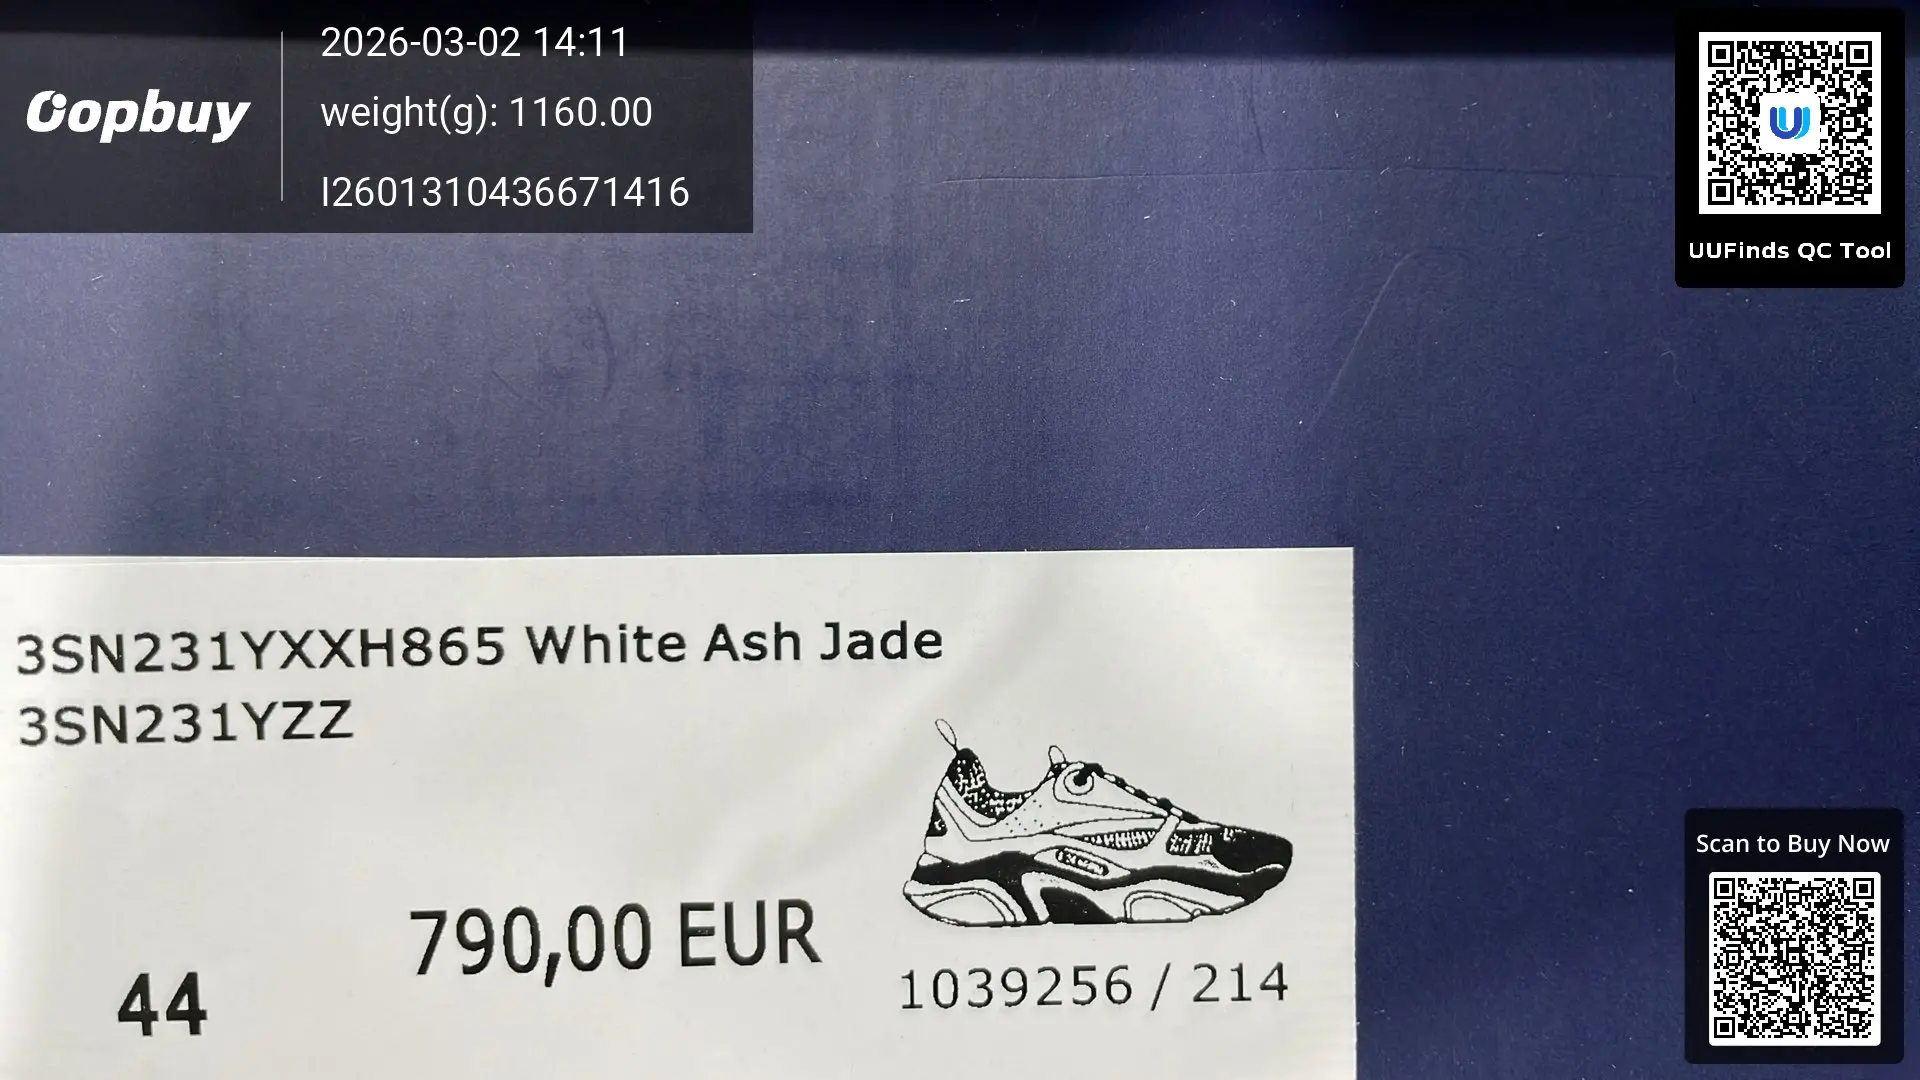 Oopbuy
2026-03-02 14:11
weight(g): 1160.00
I2601310436671416
UUFinds QC Tool
3SN231YXXH865 White Ash Jade
3SN231YZZ
790,00 EUR
44
1039256 / 214
Scan to Buy Now